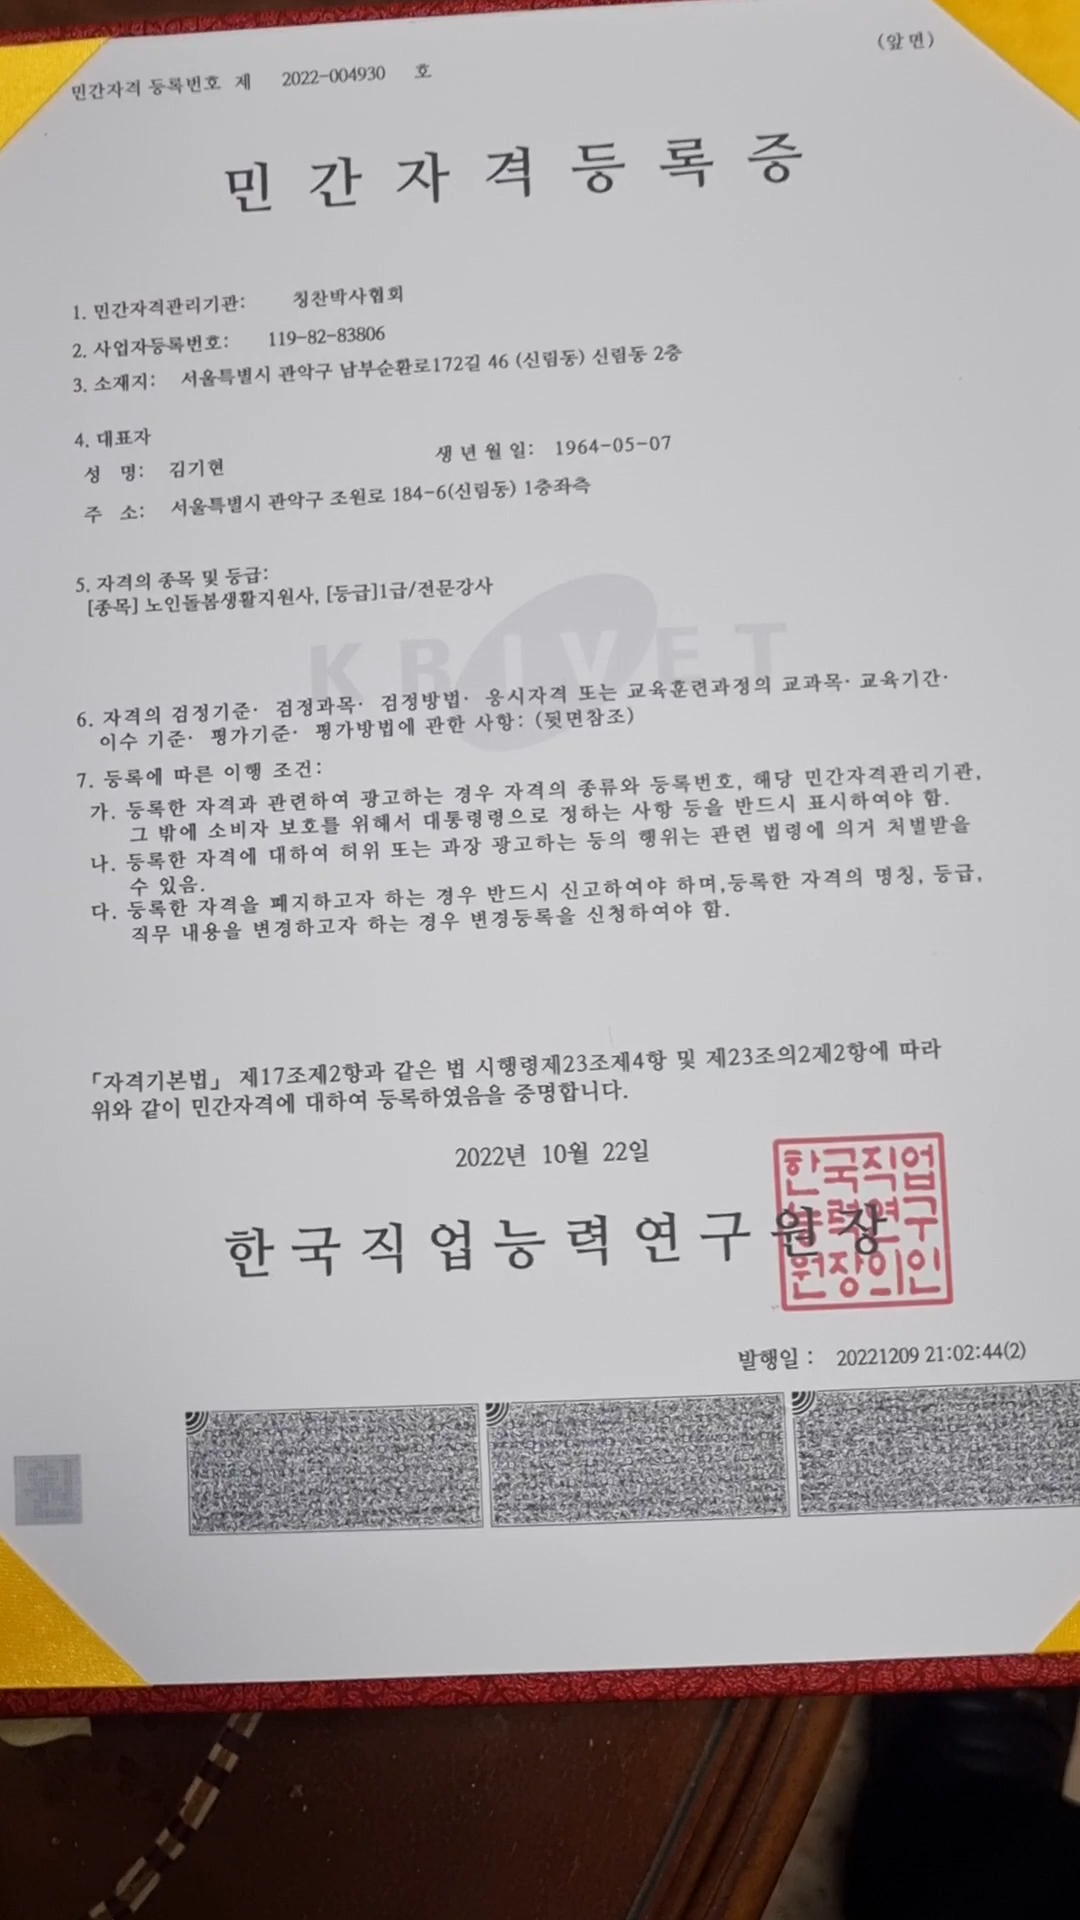 (앞 면)
민간자격 등록번호 제 2022-004930 호
민간자격등록증
1. 민간자격관리기관: 칭찬박사협회
2. 사업자등록번호: 119-82-83806
3. 소재지: 서울특별시 관악구 남부순환로172길 46 (신림동) 신림동 2층
4. 대표자
성 명: 김기현 생 년 월 일: 1964-05-07
주 소: 서울특별시 관악구 조원로 184-6(신림동) 1층좌측
5. 자격의 종목 및 등급:
[종목] 노인돌봄생활지원사, [등급]1급/전문강사
KRIVET
6. 자격의 검정기준· 검정과목· 검정방법· 응시자격 또는 교육훈련과정의 교과목· 교육기간·
이수 기준· 평가기준· 평가방법에 관한 사항: (뒷면참조)
7. 등록에 따른 이행 조건:
가. 등록한 자격과 관련하여 광고하는 경우 자격의 종류와 등록번호, 해당 민간자격관리기관,
그 밖에 소비자 보호를 위해서 대통령령으로 정하는 사항 등을 반드시 표시하여야 함.
나. 등록한 자격에 대하여 허위 또는 과장 광고하는 등의 행위는 관련 법령에 의거 처벌받을
수 있음.
다. 등록한 자격을 폐지하고자 하는 경우 반드시 신고하여야 하며,등록한 자격의 명칭, 등급,
직무 내용을 변경하고자 하는 경우 변경등록을 신청하여야 함.
「자격기본법」 제17조제2항과 같은 법 시행령제23조제4항 및 제23조의2제2항에 따라
위와 같이 민간자격에 대하여 등록하였음을 증명합니다.
2022년 10월 22일
한국직업능력연구원장
한국직업
능력연구
원장의인
발행일 : 20221209 21:02:44(2)